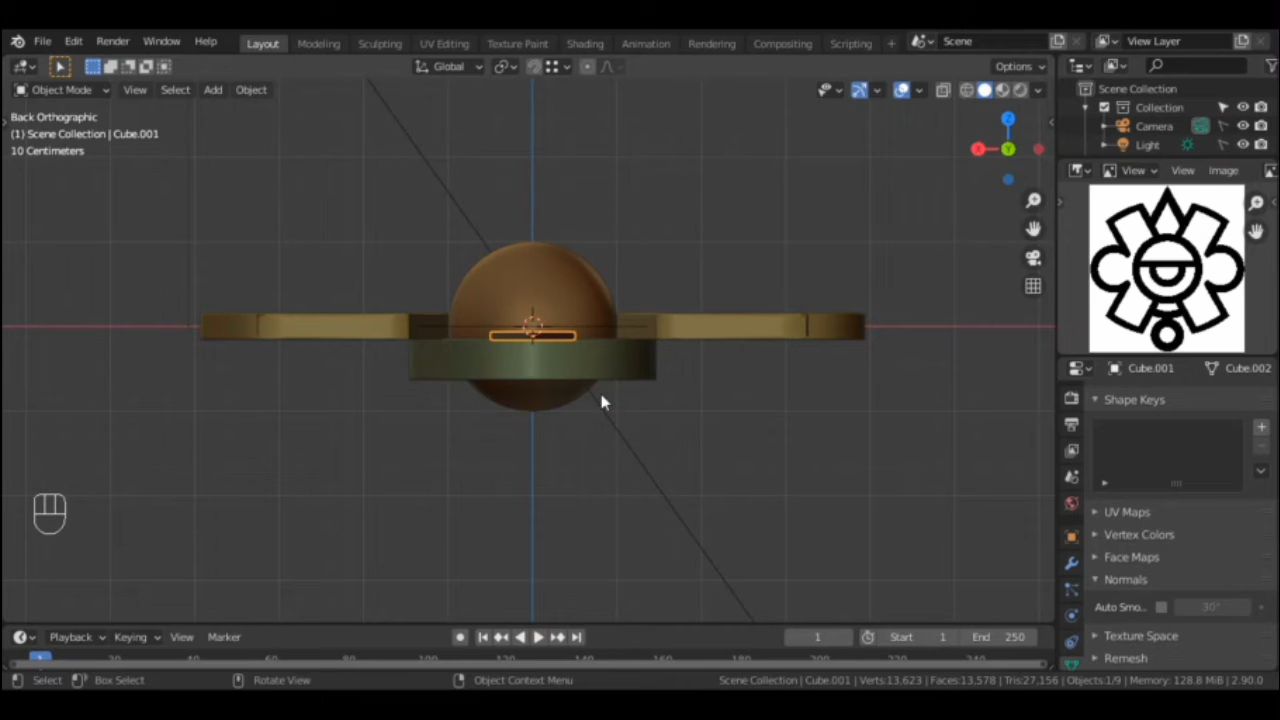 File Edit Render Window Help Layout Modeling Sculpting UV Editing Texture Paint Shading Animation Rendering Compositing Scripting + Scene View Layer
Global Options
Object Mode View Select Add Object
Back Orthographic
(1) Scene Collection | Cube.001
10 Centimeters
Z
X
Y
Scene Collection
Collection
Camera
Light
View View Image
Cube.001 Cube.002
Shape Keys
UV Maps
Vertex Colors
Face Maps
Normals
Auto Smo... 30°
Texture Space
Remesh
Playback Keying View Marker 1 Start 1 End 250
Select Box Select Rotate View Object Context Menu Scene Collection | Cube.001 | Verts:13,623 | Faces:13,578 | Tris:27,156 | Objects:1/9 | Memory: 128.8 MiB | 2.90.0